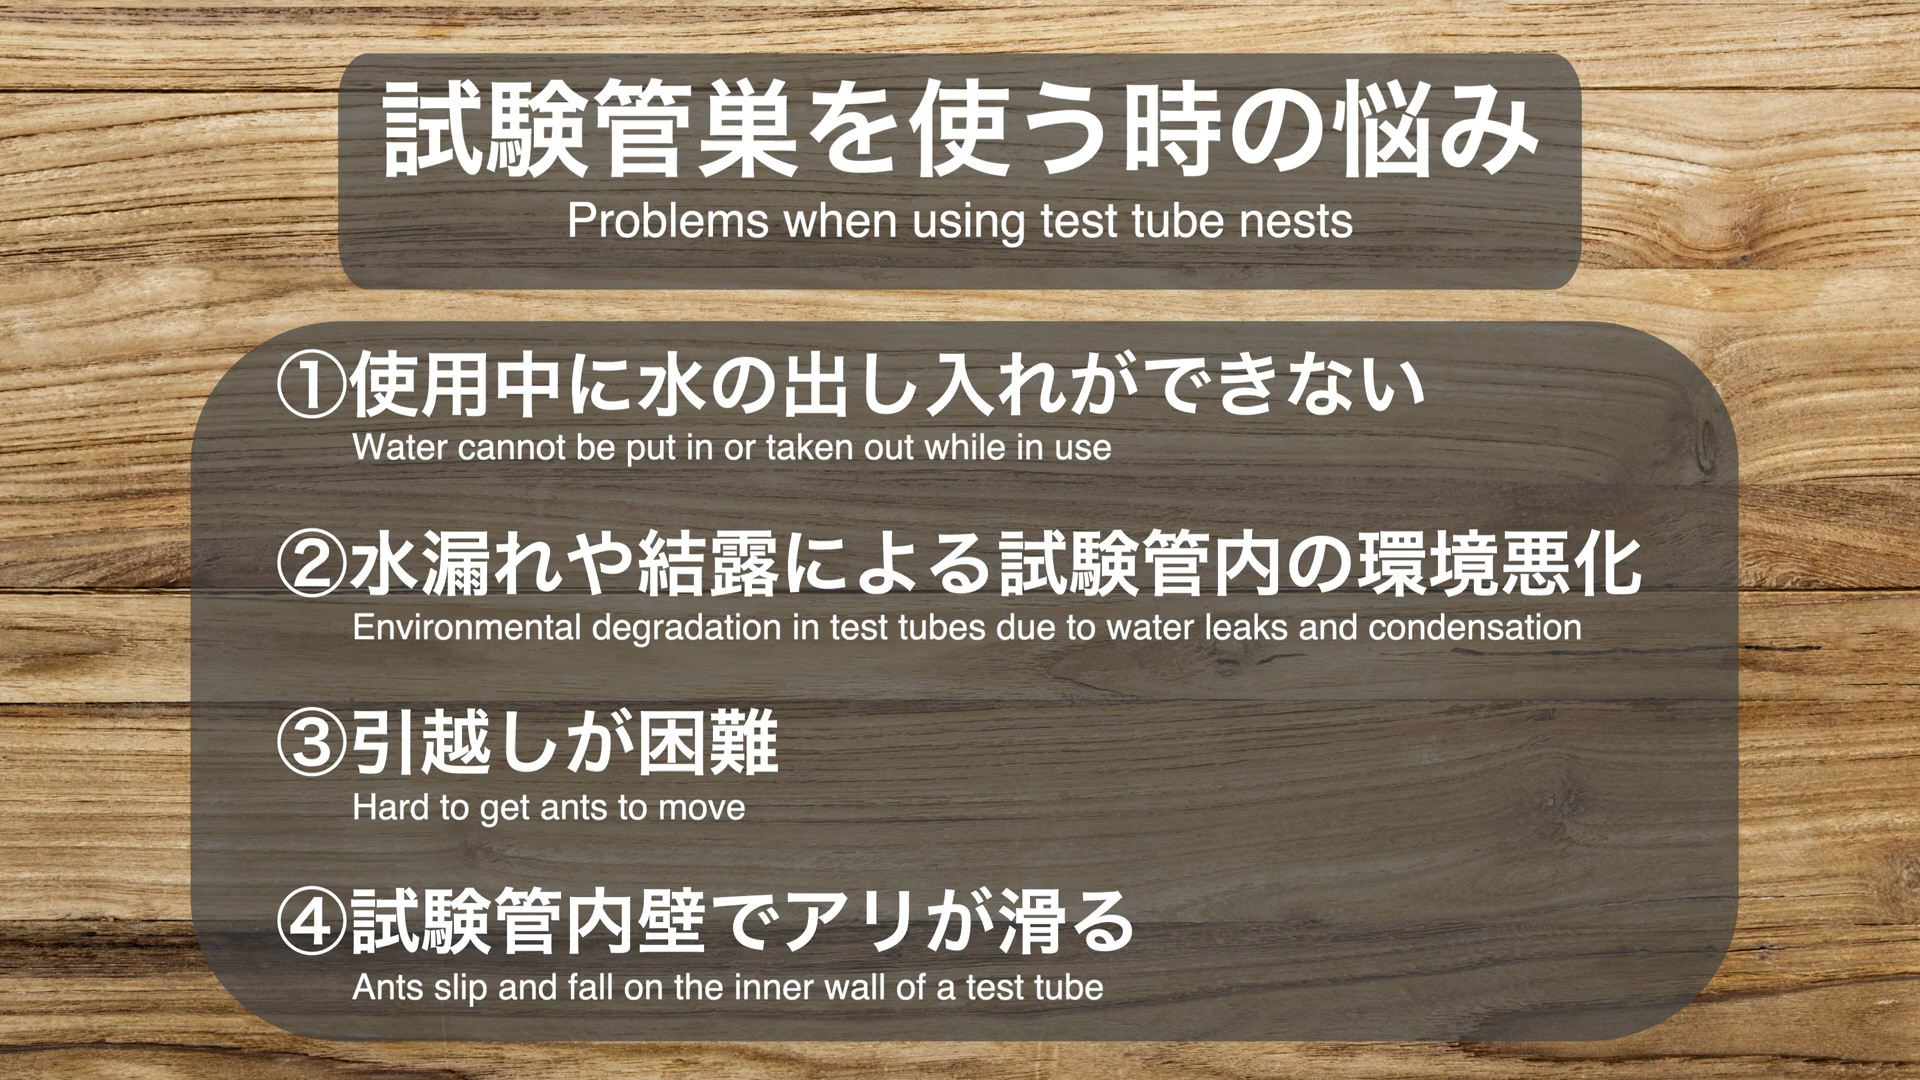 試験管巣を使う時の悩み
Problems when using test tube nests
①使用中に水の出し入れができない
Water cannot be put in or taken out while in use
②水漏れや結露による試験管内の環境悪化
Environmental degradation in test tubes due to water leaks and condensation
③引越しが困難
Hard to get ants to move
④試験管内壁でアリが滑る
Ants slip and fall on the inner wall of a test tube